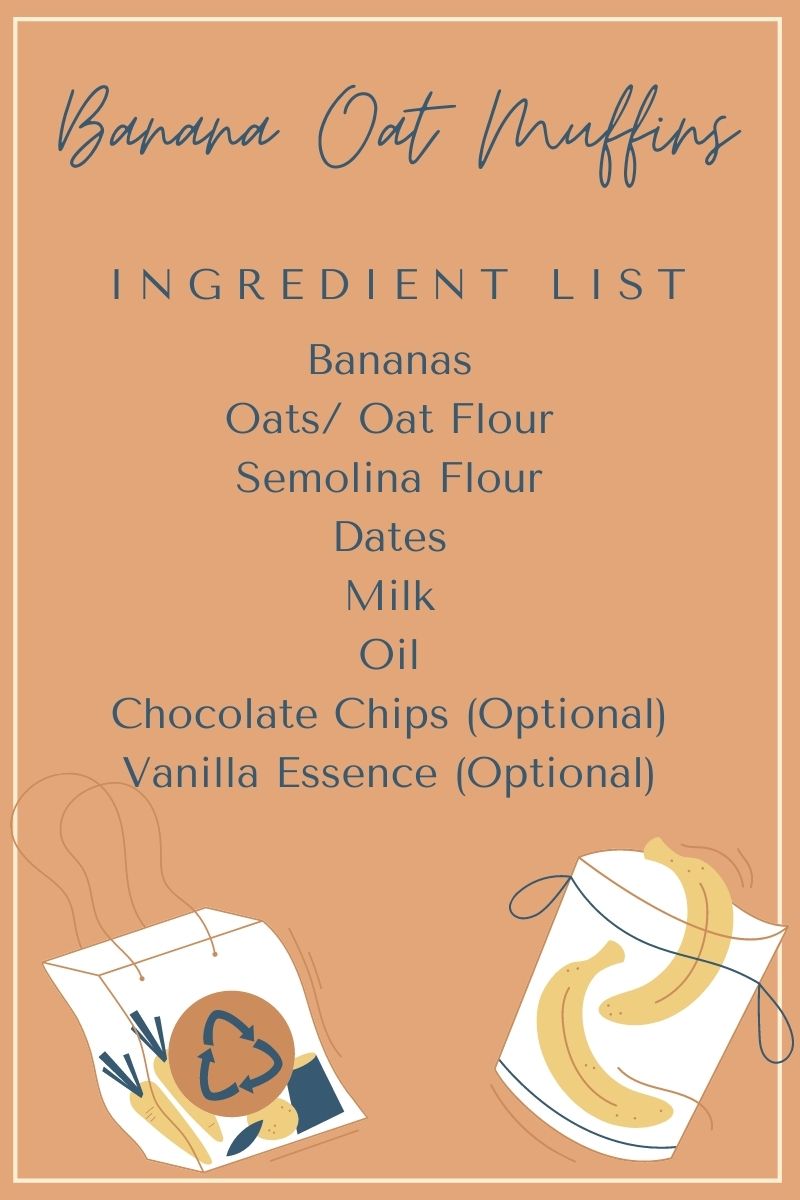 Banana Oat Muffins
INGREDIENT LIST
Bananas
Oats/ Oat Flour
Semolina Flour
Dates
Milk
Oil
Chocolate Chips (Optional)
Vanilla Essence (Optional)